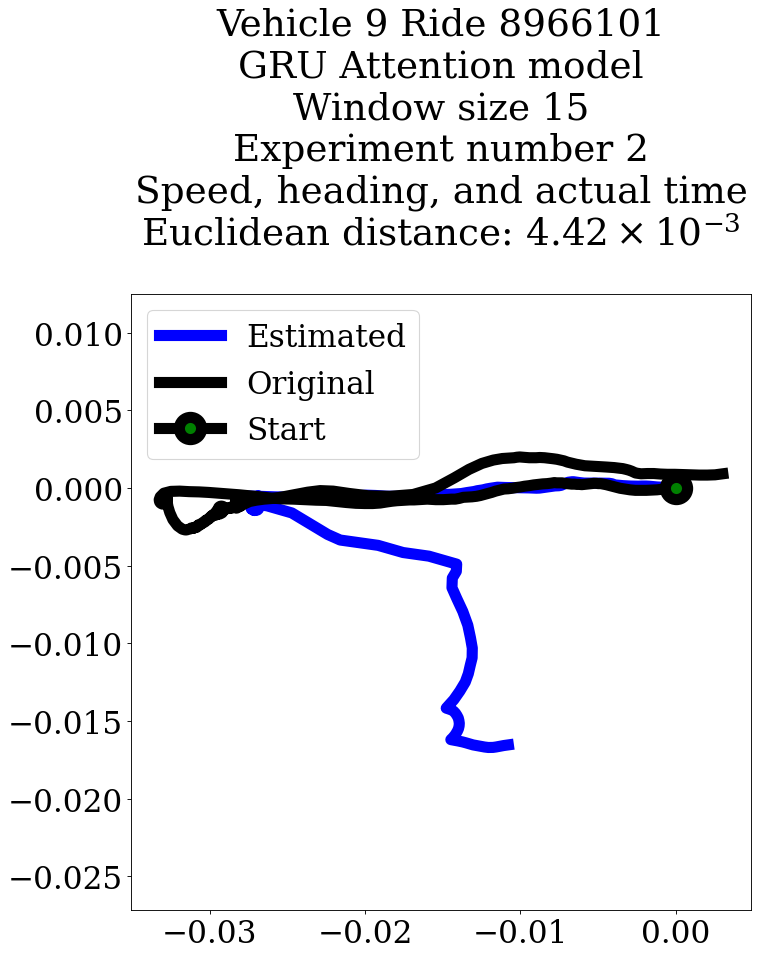 Vehicle 9 Ride 8966101
GRU Attention model
Window size 15
Experiment number 2
Speed, heading, and actual time
Euclidean distance: 4.42 × 10⁻³
Estimated
Original
Start
0.010
0.005
0.000
−0.005
−0.010
−0.015
−0.020
−0.025
−0.03
−0.02
−0.01
0.00